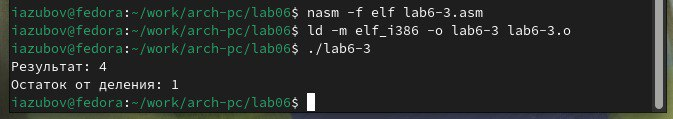 iazubov@fedora:~/work/arch-pc/lab06$ nasm -f elf lab6-3.asm
iazubov@fedora:~/work/arch-pc/lab06$ ld -m elf_i386 -o lab6-3 lab6-3.o
iazubov@fedora:~/work/arch-pc/lab06$ ./lab6-3
Результат: 4
Остаток от деления: 1
iazubov@fedora:~/work/arch-pc/lab06$